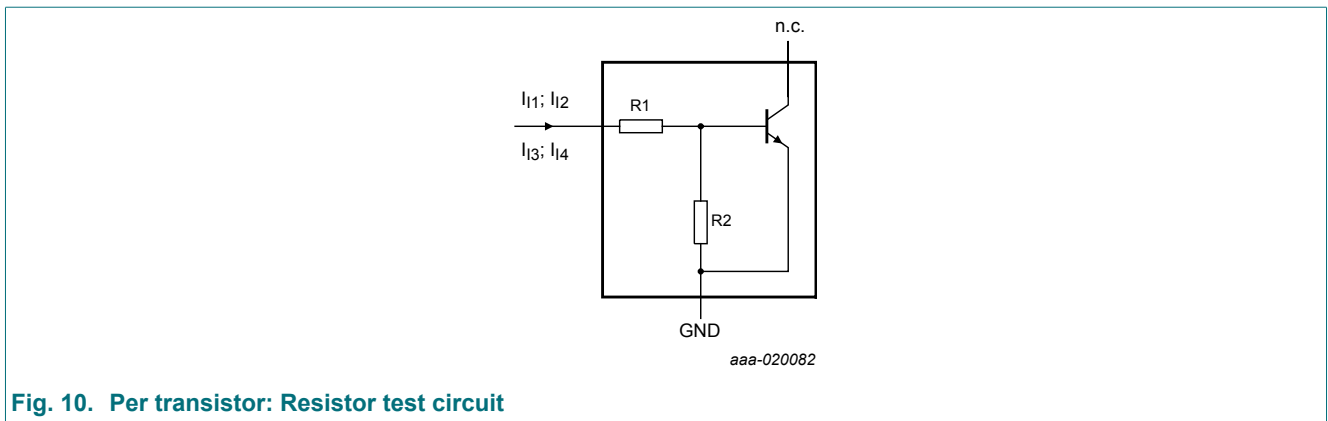 n.c.
II1; II2
R1
II3; II4
R2
GND
aaa-020082
Fig. 10. Per transistor: Resistor test circuit